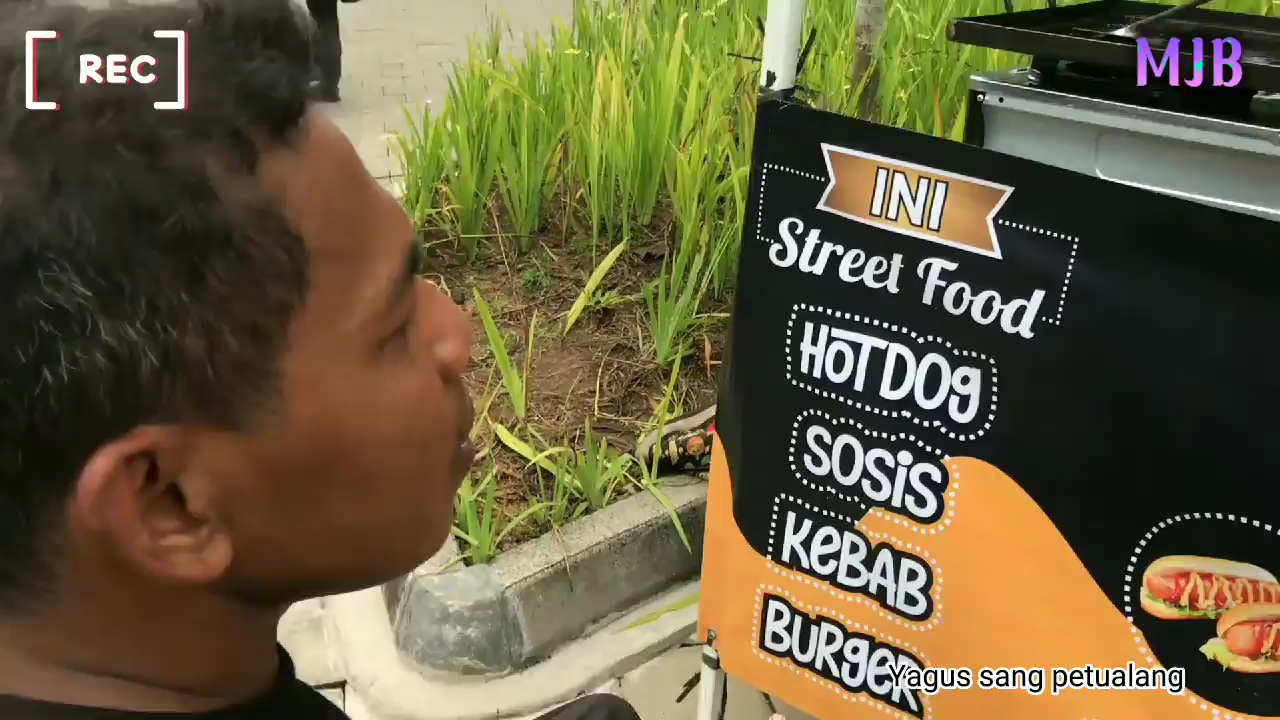 REC
MJB
INI
Street Food
HOTDOg
SOSiS
KeBAB
BURgeR
Yagus sang petualang